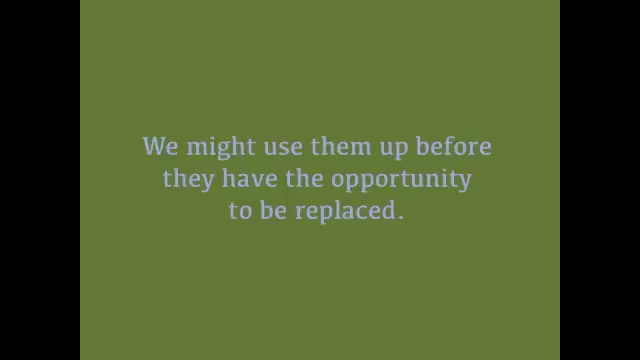 We might use them up before
they have the opportunity
to be replaced.